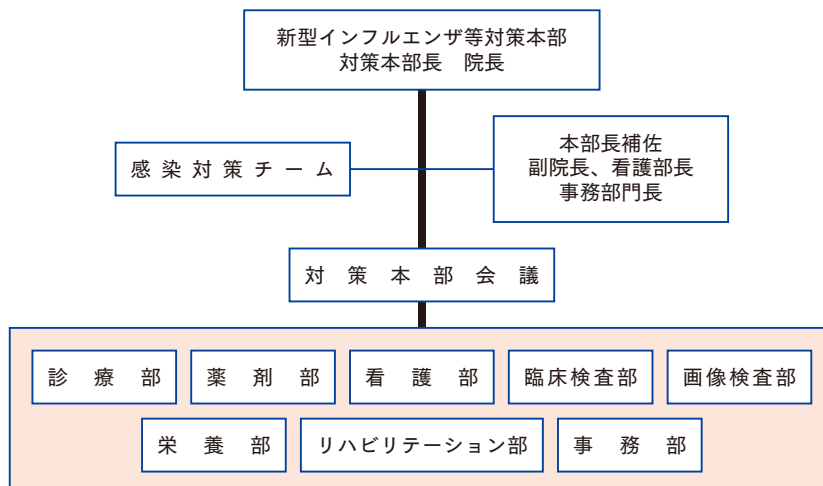 新型インフルエンザ等対策本部
対策本部長　院長
感染対策チーム
本部長補佐
副院長、看護部長
事務部門長
対策本部会議
診療部
薬剤部
看護部
臨床検査部
画像検査部
栄養部
リハビリテーション部
事務部